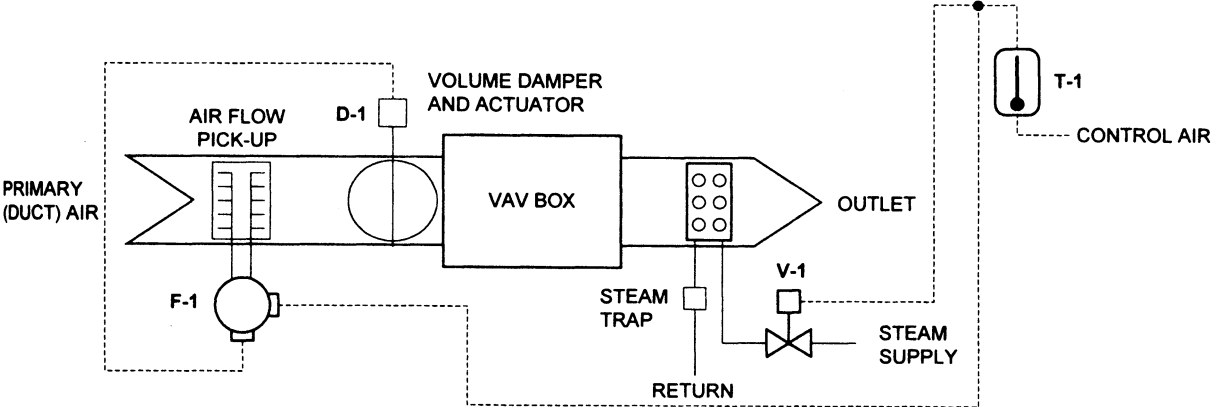 T-1
CONTROL AIR
VOLUME DAMPER
AND ACTUATOR
D-1
AIR FLOW
PICK-UP
PRIMARY
(DUCT) AIR
VAV BOX
OUTLET
F-1
STEAM
TRAP
V-1
STEAM
SUPPLY
RETURN